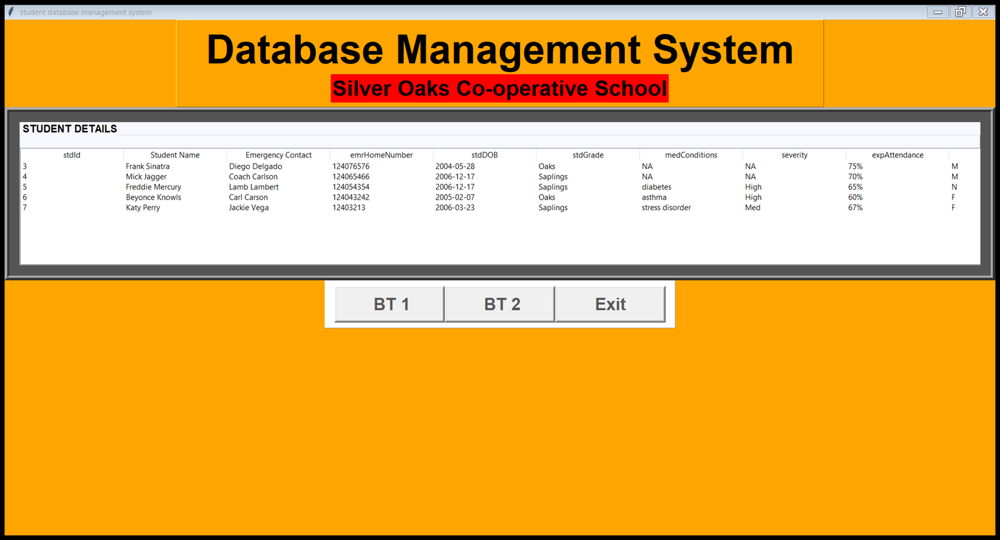 student database management system
Database Management System
Silver Oaks Co-operative School
STUDENT DETAILS
stdId Student Name Emergency Contact emrHomeNumber stdDOB stdGrade medConditions severity expAttendance
3 Frank Sinatra Diego Delgado 124076576 2004-05-28 Oaks NA NA 75% M
4 Mick Jagger Coach Carlson 124065466 2006-12-17 Saplings NA NA 70% M
5 Freddie Mercury Lamb Lambert 124054354 2006-12-17 Saplings diabetes High 65% N
6 Beyonce Knowls Carl Carson 124043242 2005-02-07 Oaks asthma High 60% F
7 Katy Perry Jackie Vega 12403213 2006-03-23 Saplings stress disorder Med 67% F
BT 1 BT 2 Exit